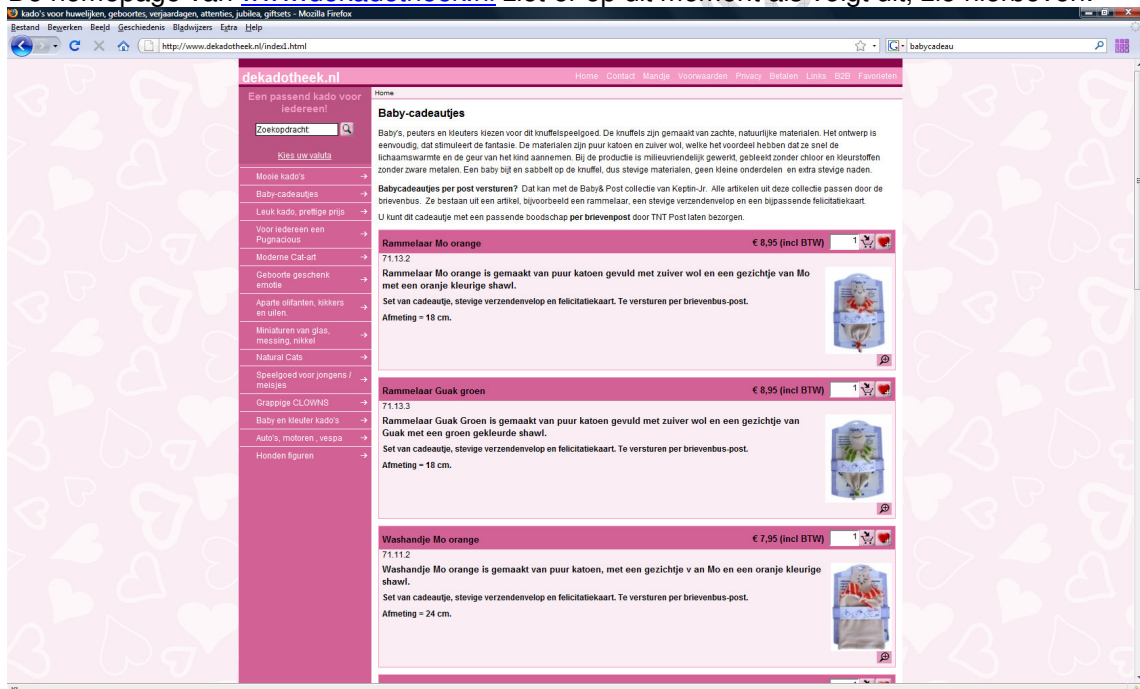 De homepage van www.dekadotheek.nl ziet er op dit moment als volgt uit, zie hierboven.
kado's voor huwelijken, geboortes, verjaardagen, attenties, jubilea, giftsets - Mozilla Firefox
Bestand Bewerken Beeld Geschiedenis Bladwijzers Extra Help
http://www.dekadotheek.nl/index1.html
babycadeau
dekadotheek.nl
Home Contact Mandje Voorwaarden Privacy Betalen Links B2B Favorieten
Een passend kado voor
iedereen!
Zoekopdracht
Kies uw valuta
Mooie kado's
Baby-cadeautjes
Leuk kado, prettige prijs
Voor iedereen een
Pugnacious
Moderne Cat-art
Geboorte geschenk
emotie
Aparte olifanten, kikkers
en uilen.
Miniaturen van glas,
messing, nikkel
Natural Cats
Speelgoed voor jongens /
meisjes
Grappige CLOWNS
Baby en kleuter kado's
Auto's, motoren , vespa
Honden figuren
Home
Baby-cadeautjes
Baby's, peuters en kleuters kiezen voor dit knuffelspeelgoed. De knuffels zijn gemaakt van zachte, natuurlijke materialen. Het ontwerp is
eenvoudig, dat stimuleert de fantasie. De materialen zijn puur katoen en zuiver wol, welke het voordeel hebben dat ze snel de
lichaamswarmte en de geur van het kind aannemen. Bij de productie is milieuvriendelijk gewerkt, gebleekt zonder chloor en kleurstoffen
zonder zware metalen. Een baby bijt en sabbelt op de knuffel, dus stevige materialen, geen kleine onderdelen en extra stevige naden.
Babycadeautjes per post versturen? Dat kan met de Baby& Post collectie van Keptin-Jr. Alle artikelen uit deze collectie passen door de
brievenbus. Ze bestaan uit een artikel, bijvoorbeeld een rammelaar, een stevige verzendenvelop en een bijpassende felicitatiekaart.
U kunt dit cadeautje met een passende boodschap per brievenpost door TNT Post laten bezorgen.
Rammelaar Mo orange € 8,95 (incl BTW) 1
71.13.2
Rammelaar Mo orange is gemaakt van puur katoen gevuld met zuiver wol en een gezichtje van Mo
met een oranje kleurige shawl.
Set van cadeautje, stevige verzendenvelop en felicitatiekaart. Te versturen per brievenbus-post.
Afmeting = 18 cm.
Rammelaar Guak groen € 8,95 (incl BTW) 1
71.13.3
Rammelaar Guak Groen is gemaakt van puur katoen gevuld met zuiver wol en een gezichtje van
Guak met een groen gekleurde shawl.
Set van cadeautje, stevige verzendenvelop en felicitatiekaart. Te versturen per brievenbus-post.
Afmeting = 18 cm.
Washandje Mo orange € 7,95 (incl BTW) 1
71.11.2
Washandje Mo orange is gemaakt van puur katoen, met een gezichtje v an Mo en een oranje kleurige
shawl.
Set van cadeautje, stevige verzendenvelop en felicitatiekaart. Te versturen per brievenbus-post.
Afmeting = 24 cm.